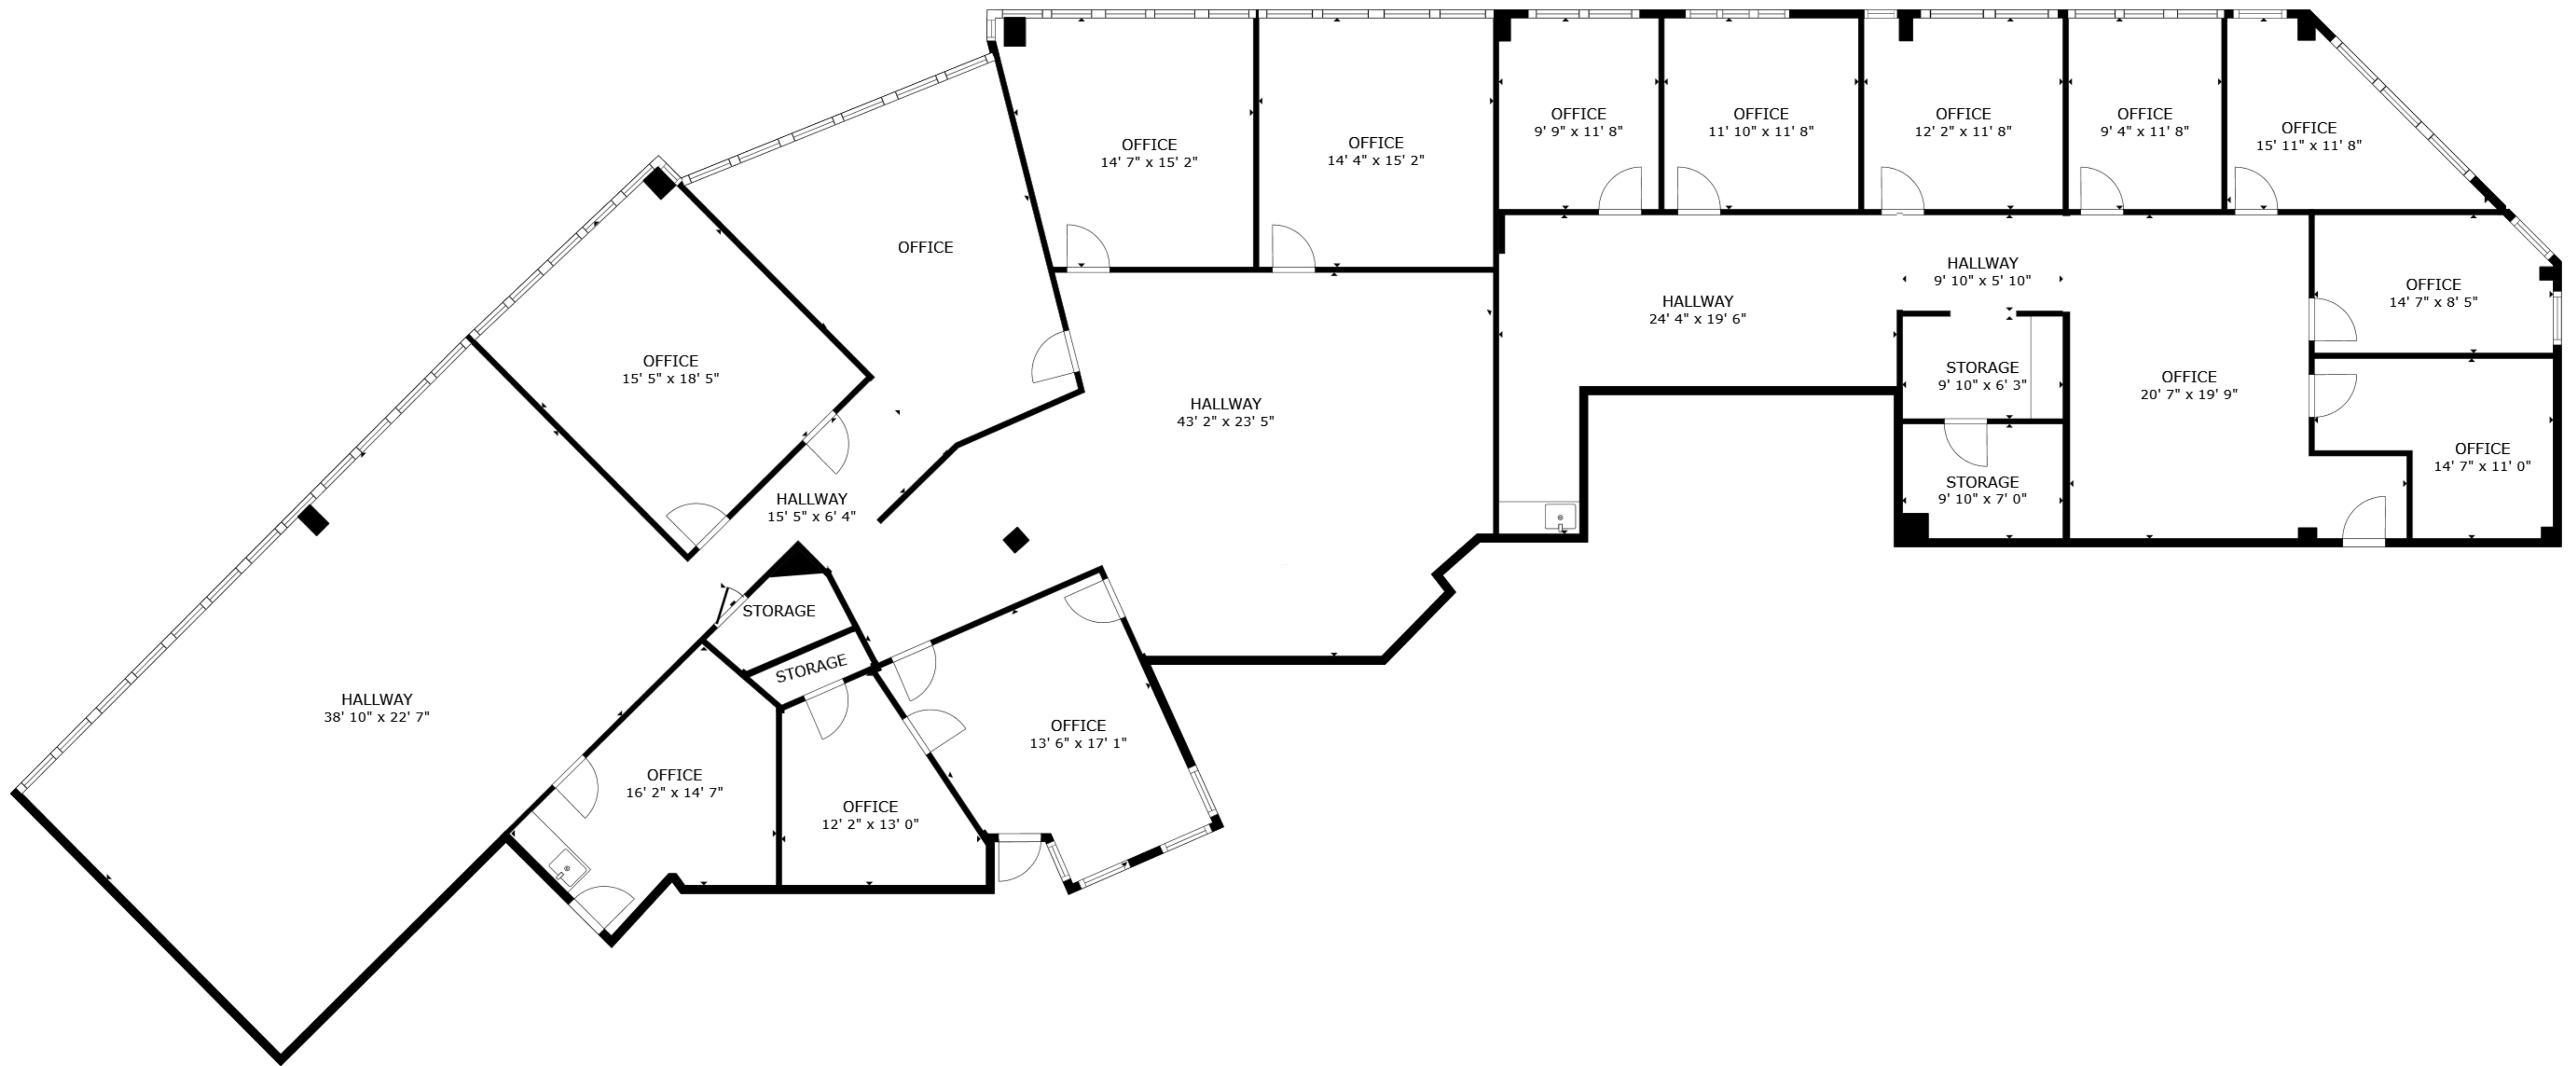 OFFICE
14' 7" x 15' 2"
OFFICE
14' 4" x 15' 2"
OFFICE
9' 9" x 11' 8"
OFFICE
11' 10" x 11' 8"
OFFICE
12' 2" x 11' 8"
OFFICE
9' 4" x 11' 8"
OFFICE
15' 11" x 11' 8"
OFFICE
HALLWAY
9' 10" x 5' 10"
OFFICE
14' 7" x 8' 5"
HALLWAY
24' 4" x 19' 6"
OFFICE
15' 5" x 18' 5"
STORAGE
9' 10" x 6' 3"
OFFICE
20' 7" x 19' 9"
HALLWAY
43' 2" x 23' 5"
OFFICE
14' 7" x 11' 0"
STORAGE
9' 10" x 7' 0"
HALLWAY
15' 5" x 6' 4"
STORAGE
STORAGE
HALLWAY
38' 10" x 22' 7"
OFFICE
13' 6" x 17' 1"
OFFICE
16' 2" x 14' 7"
OFFICE
12' 2" x 13' 0"